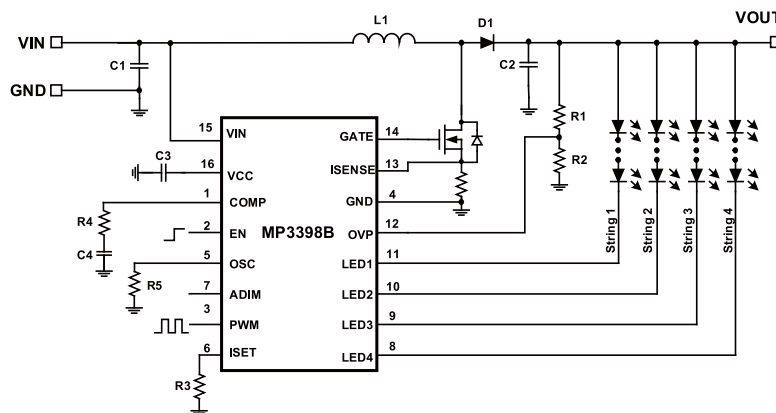 L1
D1
VOUT
VIN
C1
C2
GND
R1
R2
15
VIN
GATE
14
C3
16
VCC
ISENSE
13
1
COMP
GND
4
R4
2
EN
MP3398B
OVP
12
C4
5
OSC
LED1
11
R5
7
ADIM
LED2
10
3
PWM
LED3
9
6
ISET
LED4
8
R3
String 1
String 2
String 3
String 4